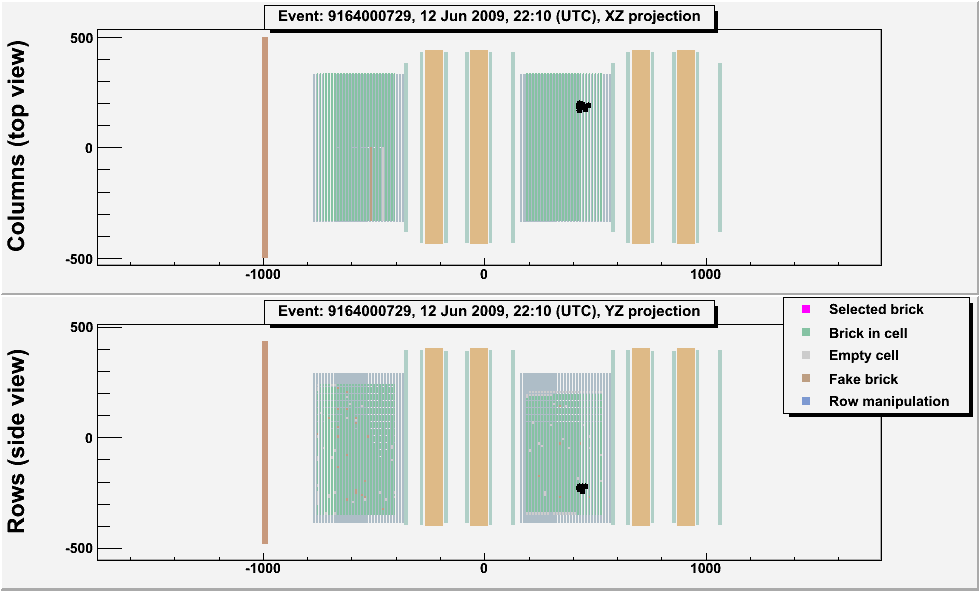 Event: 9164000729, 12 Jun 2009, 22:10 (UTC), XZ projection
Columns (top view)
500
0
-500
-1000
0
1000
Event: 9164000729, 12 Jun 2009, 22:10 (UTC), YZ projection
Selected brick
Brick in cell
Empty cell
Fake brick
Row manipulation
Rows (side view)
500
0
-500
-1000
0
1000